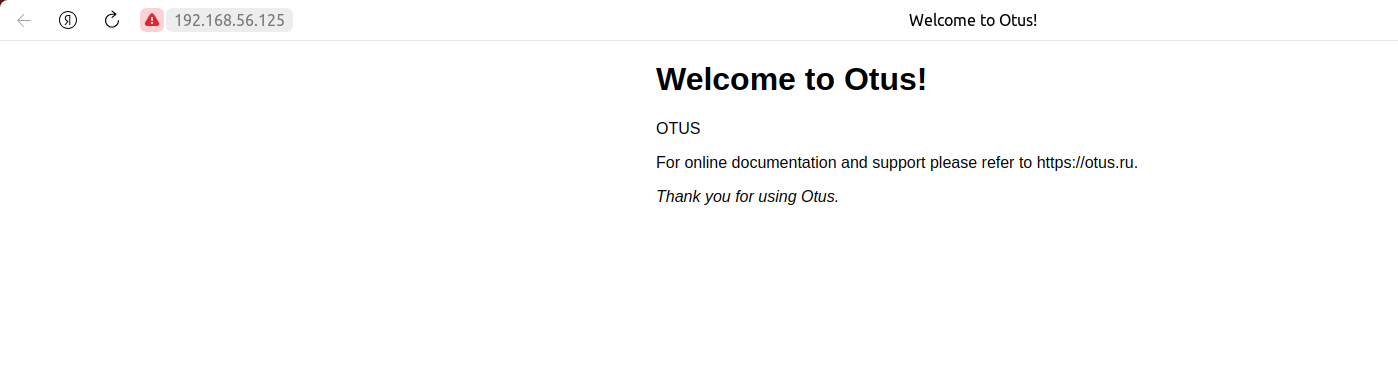 192.168.56.125
Welcome to Otus!
Welcome to Otus!
OTUS
For online documentation and support please refer to https://otus.ru.
Thank you for using Otus.